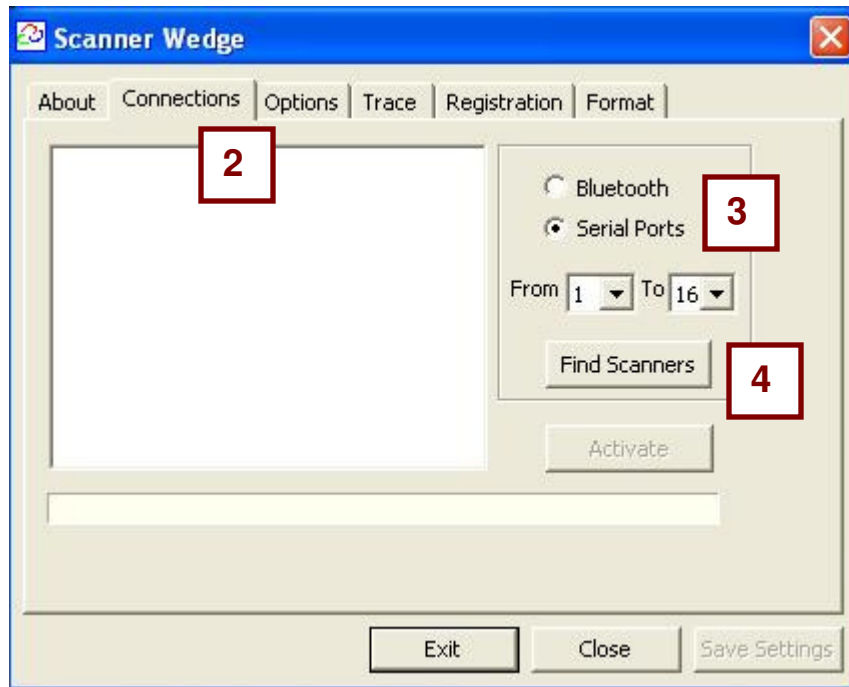 Scanner Wedge
About Connections Options Trace Registration Format
2
Bluetooth
3
Serial Ports
From 1 To 16
Find Scanners
4
Activate
Exit Close Save Settings